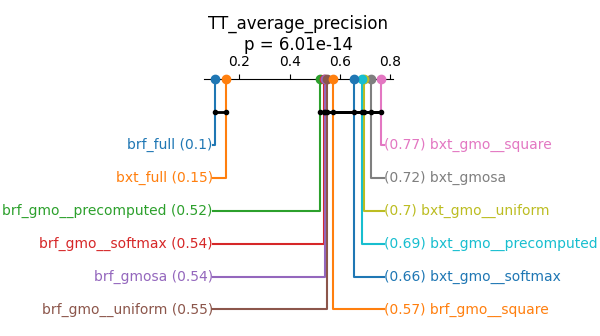 TT_average_precision
p = 6.01e-14
0.2 0.4 0.6 0.8
brf_full (0.1)
(0.77) bxt_gmo__square
bxt_full (0.15)
(0.72) bxt_gmosa
brf_gmo__precomputed (0.52)
(0.7) bxt_gmo__uniform
brf_gmo__softmax (0.54)
(0.69) bxt_gmo__precomputed
brf_gmosa (0.54)
(0.66) bxt_gmo__softmax
brf_gmo__uniform (0.55)
(0.57) brf_gmo__square